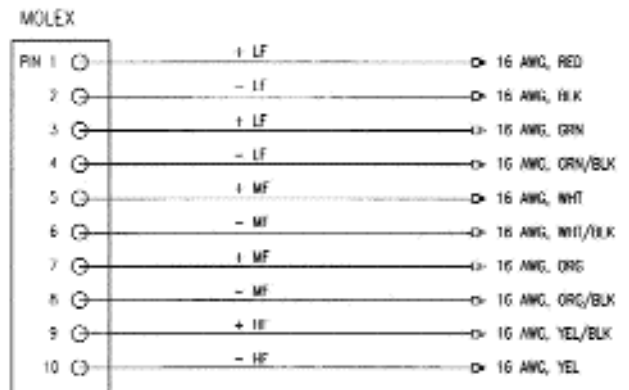 MOLEX
PIN 1 + LF 16 AWG, RED
2 - LF 16 AWG, BLK
3 + LF 16 AWG, GRN
4 - LF 16 AWG, GRN/BLK
5 + MF 16 AWG, WHT
6 - MF 16 AWG, WHT/BLK
7 + MF 16 AWG, ORG
8 - MF 16 AWG, ORG/BLK
9 + HF 16 AWG, YEL/BLK
10 - HF 16 AWG, YEL